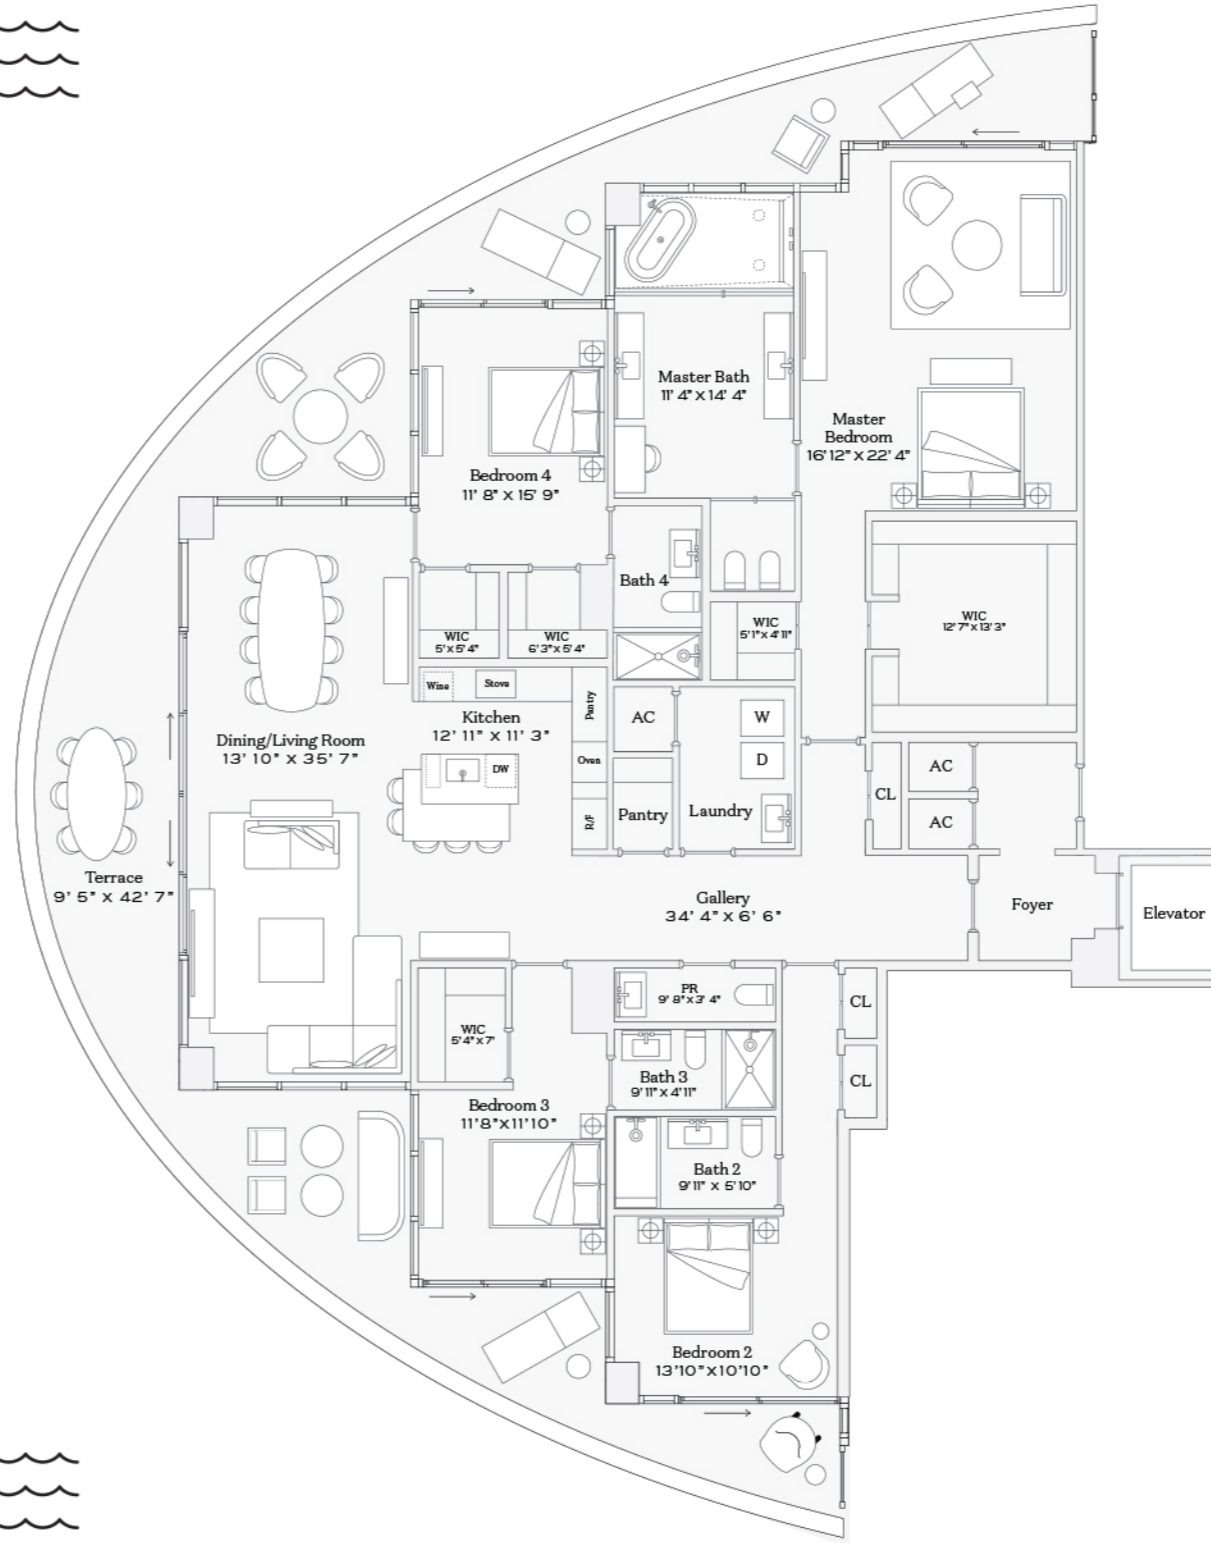 Master Bath
11' 4" X 14' 4"
Master
Bedroom
16' 12" X 22' 4"
Bedroom 4
11' 8" X 15' 9"
Bath 4
WIC
5' X 5' 4"
WIC
6' 3" X 5' 4"
WIC
5' 1" X 4' 11"
WIC
12' 7" X 13' 3"
Wine
Stove
Pantry
Kitchen
12' 11" X 11' 3"
AC
W
Dining/Living Room
13' 10" X 35' 7"
DW
Oven
D
AC
CL
R/F
Pantry
Laundry
AC
Terrace
9' 5" X 42' 7"
Gallery
34' 4" X 6' 6"
Foyer
Elevator
PR
9' 8" X 3' 4"
CL
WIC
5' 4" X 7'
Bath 3
9' 11" X 4' 11"
CL
Bedroom 3
11'8"X11'10"
Bath 2
9' 11" X 5' 10"
Bedroom 2
13'10"X10'10"